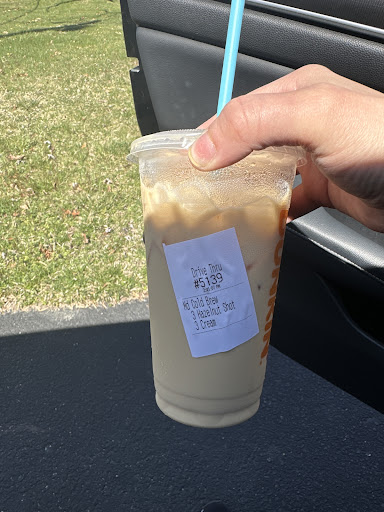 Drive Thru
#5139
Md Cold Brew
3 Hazelnut Shot
3 Cream